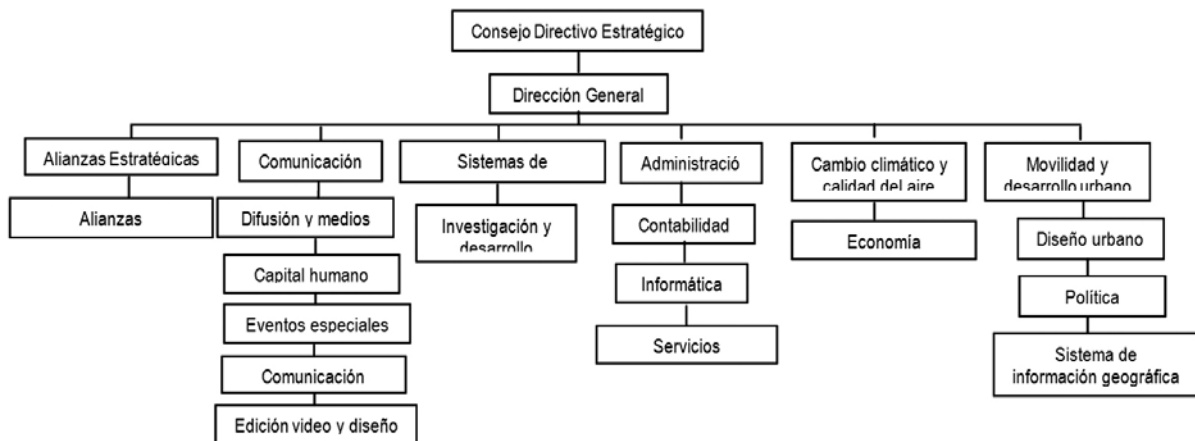 Consejo Directivo Estratégico
Dirección General
Alianzas Estratégicas
Alianzas
Comunicación
Difusión y medios
Capital humano
Eventos especiales
Comunicación
Edición video y diseño
Sistemas de
Investigación y
desarrollo
Administració
Contabilidad
Informática
Servicios
Cambio climático y
calidad del aire
Economía
Movilidad y
desarrollo urbano
Diseño urbano
Política
Sistema de
información geográfica